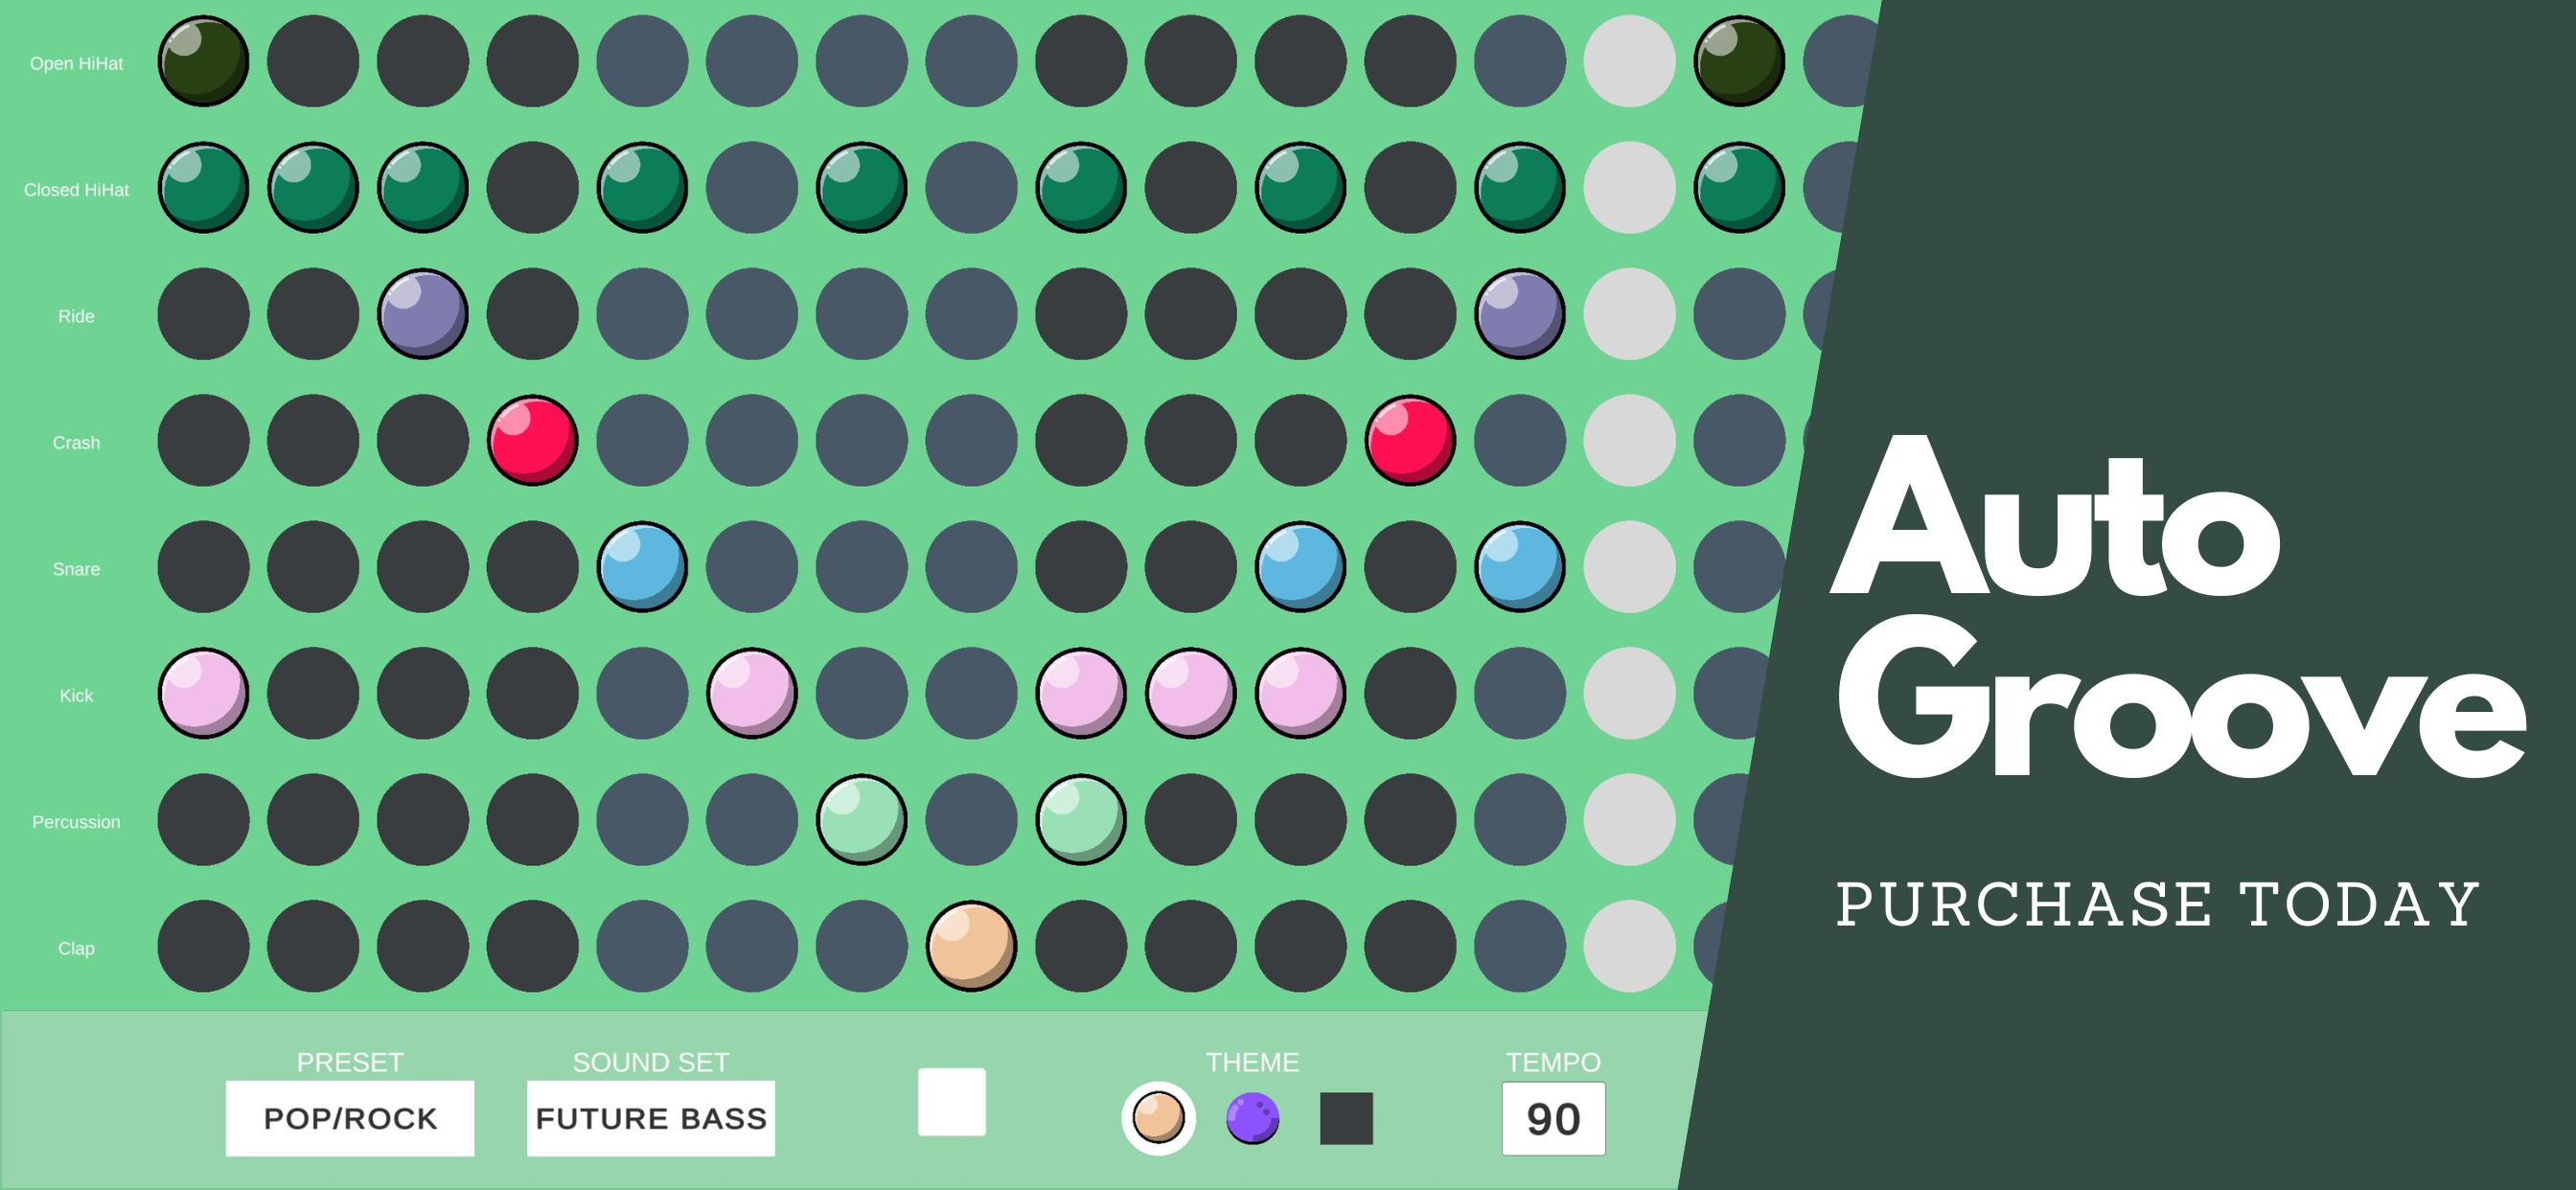 Open HiHat
Closed HiHat
Ride
Crash
Snare
Kick
Percussion
Clap
PRESET
POP/ROCK
SOUND SET
FUTURE BASS
THEME
TEMPO
90
Auto
Groove
PURCHASE TODAY